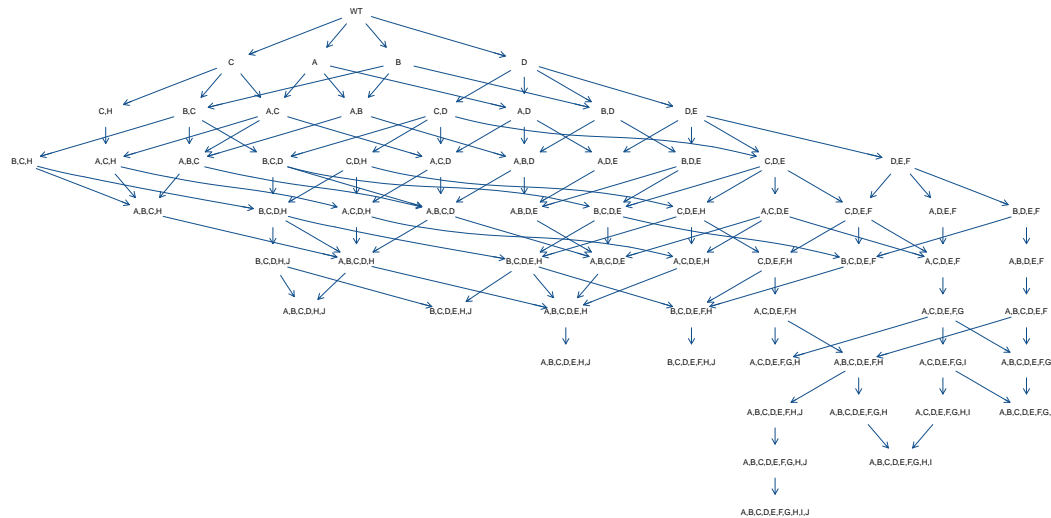 WT
C A B D
C,H B,C A,C A,B C,D A,D B,D D,E
B,C,H A,C,H A,B,C B,C,D C,D,H A,C,D A,B,D A,D,E B,D,E C,D,E D,E,F
A,B,C,H B,C,D,H A,C,D,H A,B,C,D A,B,D,E B,C,D,E C,D,E,H A,C,D,E C,D,E,F A,D,E,F B,D,E,F
B,C,D,H,J A,B,C,D,H B,C,D,E,H A,B,C,D,E A,C,D,E,H C,D,E,F,H B,C,D,E,F A,C,D,E,F A,B,D,E,F
A,B,C,D,H,J B,C,D,E,H,J A,B,C,D,E,H B,C,D,E,F,H A,C,D,E,F,H A,C,D,E,F,G A,B,C,D,E,F
A,B,C,D,E,H,J B,C,D,E,F,H,J A,C,D,E,F,G,H A,B,C,D,E,F,H A,C,D,E,F,G,I A,B,C,D,E,F,G
A,B,C,D,E,F,H,J A,B,C,D,E,F,G,H A,C,D,E,F,G,H,I A,B,C,D,E,F,G,
A,B,C,D,E,F,G,H,J A,B,C,D,E,F,G,H,I
A,B,C,D,E,F,G,H,I,J